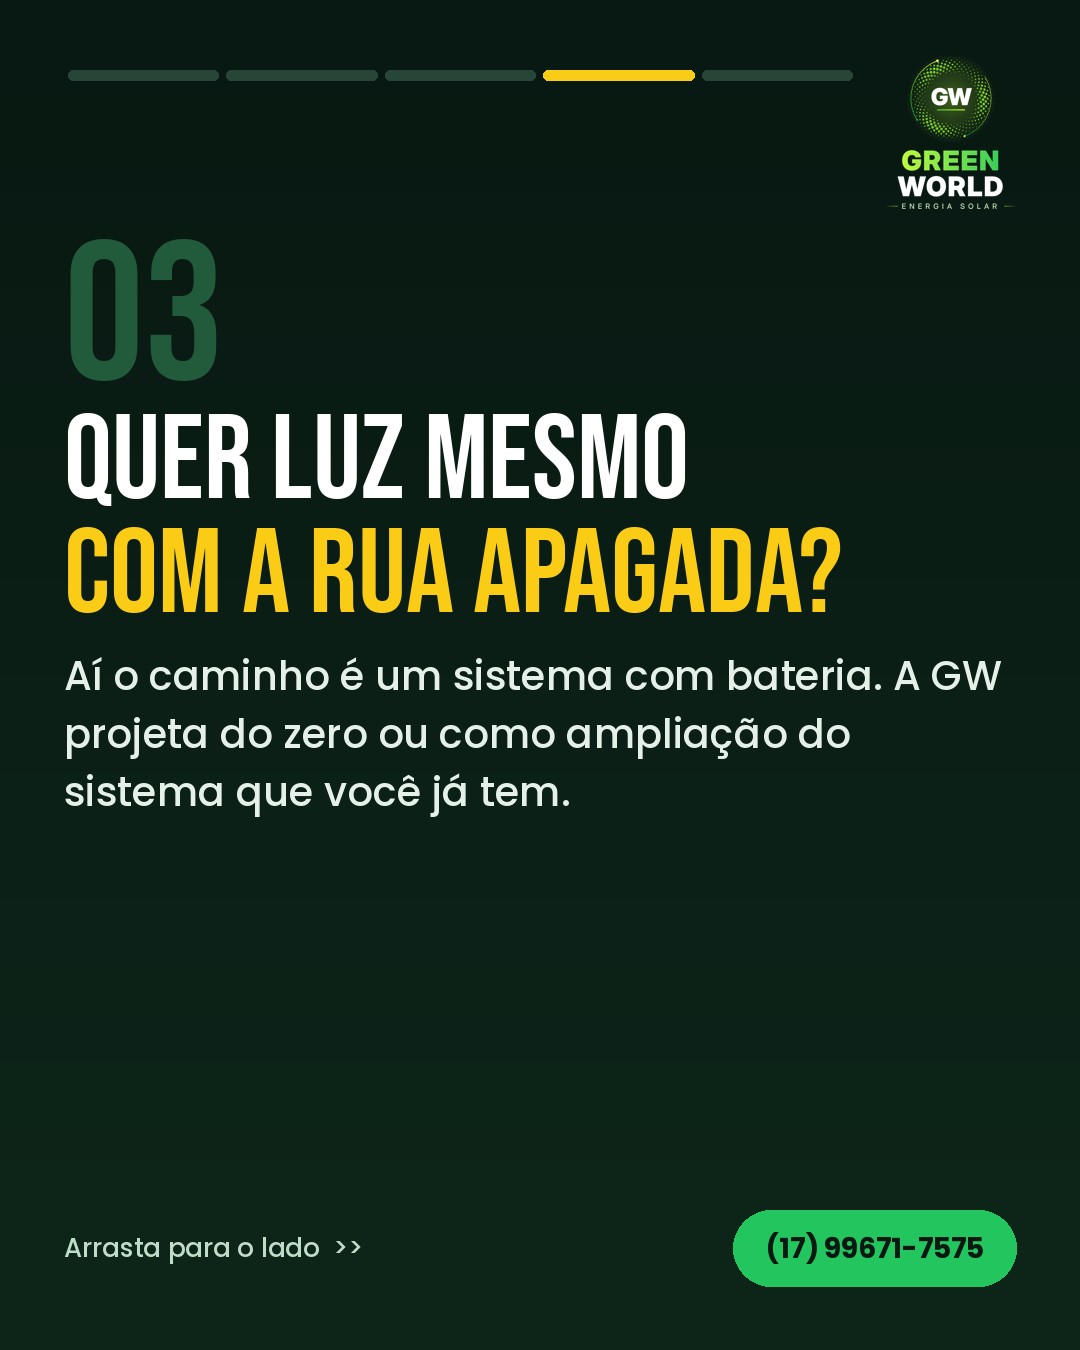 GW
GREEN
WORLD
ENERGIA SOLAR
03
QUER LUZ MESMO
COM A RUA APAGADA?
Aí o caminho é um sistema com bateria. A GW
projeta do zero ou como ampliação do
sistema que você já tem.
Arrasta para o lado >>
(17) 99671-7575